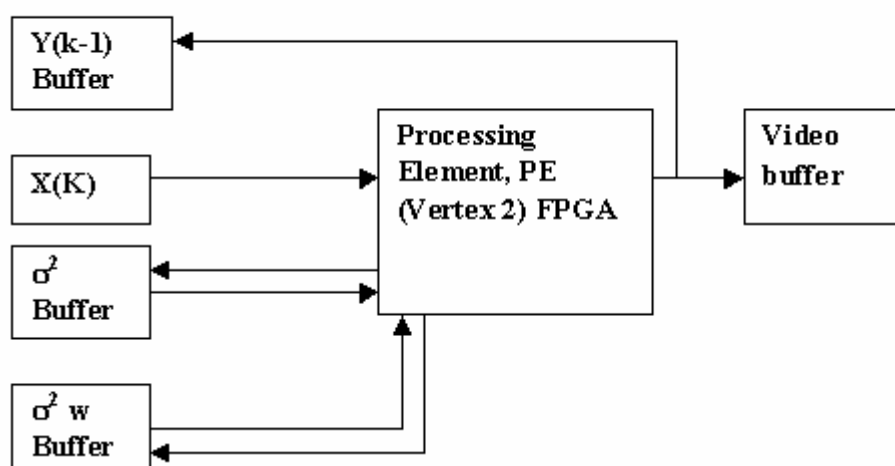 Y(k-1)
Buffer
Processing
Element, PE
(Vertex 2) FPGA
Video
buffer
X(K)
σ²
Buffer
σ² w
Buffer